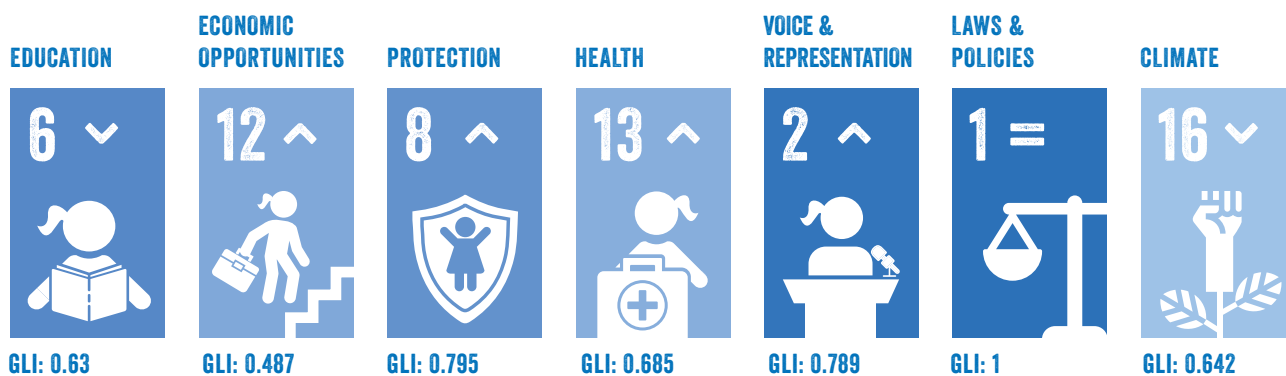 EDUCATION
6
GLI: 0.63
ECONOMIC
OPPORTUNITIES
12
GLI: 0.487
PROTECTION
8
GLI: 0.795
HEALTH
13
GLI: 0.685
VOICE &
REPRESENTATION
2
GLI: 0.789
LAWS &
POLICIES
1 =
GLI: 1
CLIMATE
16
GLI: 0.642